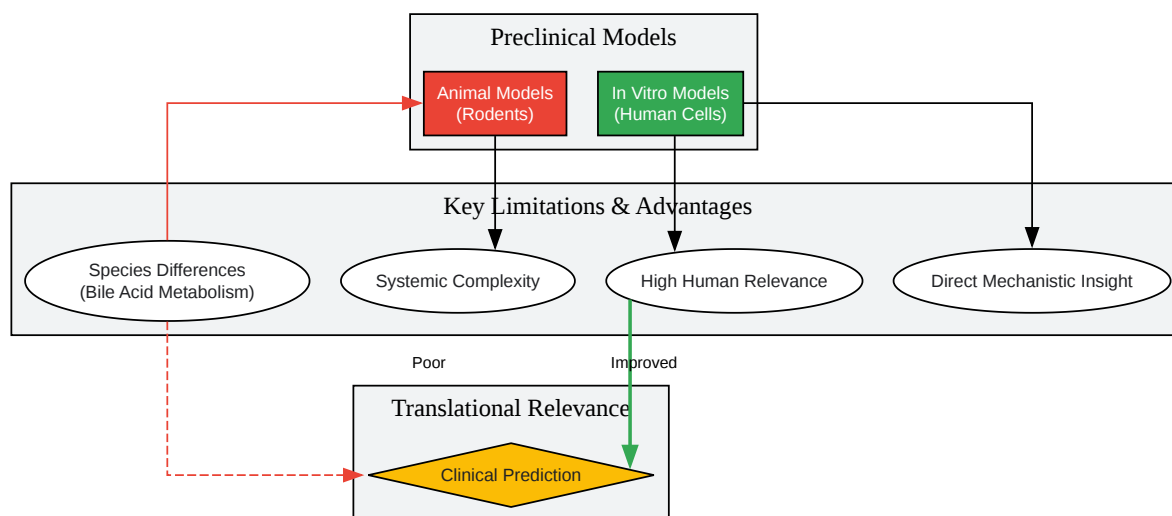 Preclinical Models
Animal Models
(Rodents)
In Vitro Models
(Human Cells)
Key Limitations & Advantages
Species Differences
(Bile Acid Metabolism)
Systemic Complexity
High Human Relevance
Direct Mechanistic Insight
Poor
Improved
Translational Relevance
Clinical Prediction